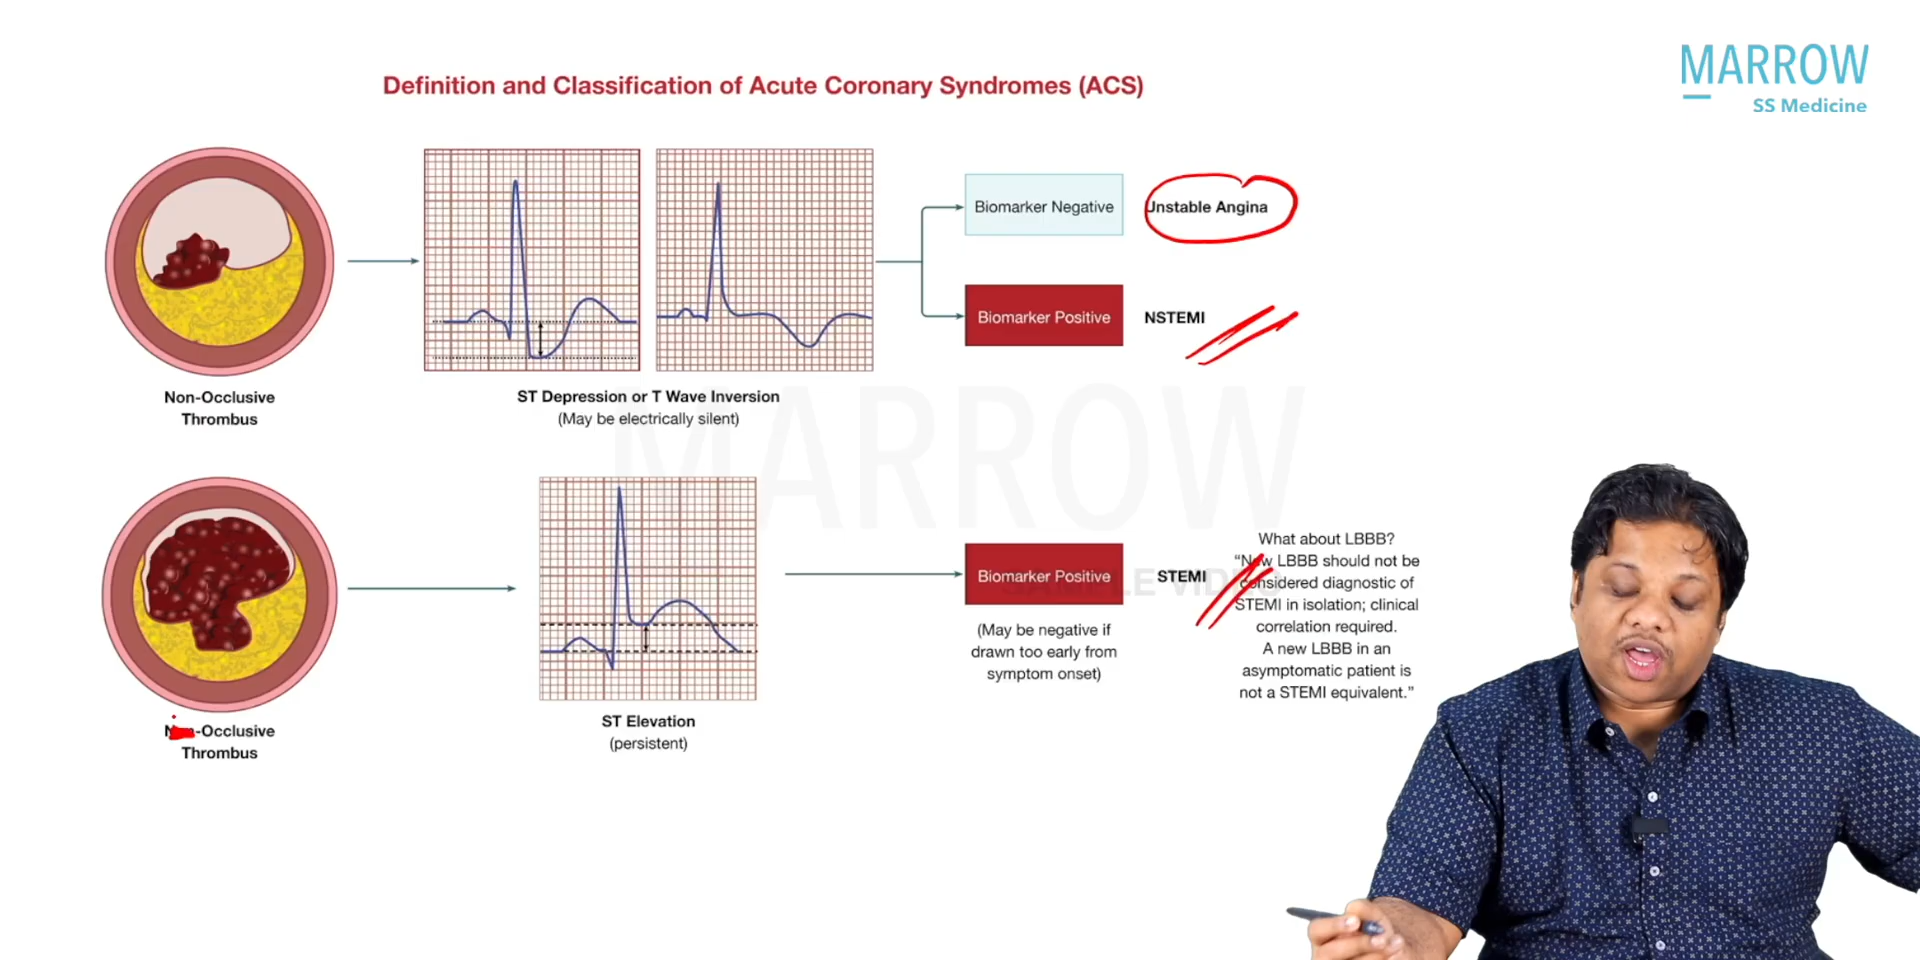 MARROW
SS Medicine
Definition and Classification of Acute Coronary Syndromes (ACS)
Biomarker Negative
Unstable Angina
Biomarker Positive
NSTEMI
Non-Occlusive
Thrombus
ST Depression or T Wave Inversion
(May be electrically silent)
MARROW
SAMPLE VIDEO
Biomarker Positive
STEMI
(May be negative if
drawn too early from
symptom onset)
What about LBBB?
“New LBBB should not be
considered diagnostic of
STEMI in isolation; clinical
correlation required.
A new LBBB in an
asymptomatic patient is
not a STEMI equivalent.”
-Occlusive
Thrombus
ST Elevation
(persistent)